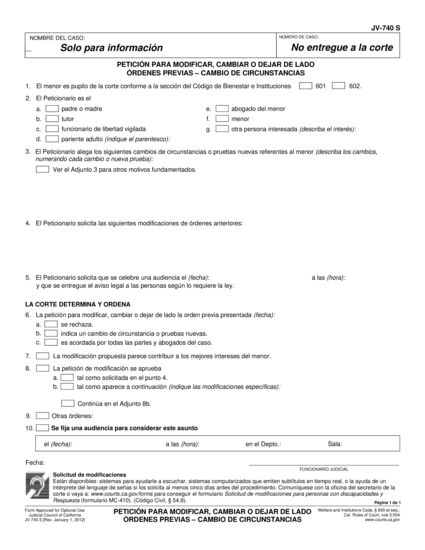 JV-740 S
NOMBRE DEL CASO:
Solo para información
NÚMERO DE CASO:
No entregue a la corte
PETICIÓN PARA MODIFICAR, CAMBIAR O DEJAR DE LADO
ÓRDENES PREVIAS – CAMBIO DE CIRCUNSTANCIAS
1. El menor es pupilo de la corte conforme a la sección del Código de Bienestar e Instituciones 601 602.
2. El Peticionario es el
a. padre o madre
e. abogado del menor
b. tutor
f. menor
c. funcionario de libertad vigilada
g. otra persona interesada (describa el interés):
d. pariente adulto (indique el parentesco):
3. El Peticionario alega los siguientes cambios de circunstancias o pruebas nuevas referentes al menor (describa los cambios,
numerando cada cambio o nueva prueba):
Ver el Adjunto 3 para otros motivos fundamentados.
4. El Peticionario solicita las siguientes modificaciones de órdenes anteriores:
5. El Peticionario solicita que se celebre una audiencia el (fecha): a las (hora):
y que se entregue el aviso legal a las personas según lo requiere la ley.
LA CORTE DETERMINA Y ORDENA
6. La petición para modificar, cambiar o dejar de lado la orden previa presentada (fecha):
a. se rechaza.
b. indica un cambio de circunstancia o pruebas nuevas.
c. es acordada por todas las partes y abogados del caso.
7. La modificación propuesta parece contribuir a los mejores intereses del menor.
8. La petición de modificación se aprueba
a. tal como solicitada en el punto 4.
b. tal como aparece a continuación (indique las modificaciones específicas):
Continúa en el Adjunto 8b.
9. Otras órdenes:
10. Se fija una audiencia para considerar este asunto
el (fecha): a las (hora): en el Depto.: Sala:
Fecha:
FUNCIONARIO JUDICIAL
Solicitud de modificaciones
Están disponibles: sistemas para ayudarle a escuchar, sistemas computarizados que emiten subtítulos en tiempo real, o la ayuda de un
intérprete del lenguaje de señas si los solicita al menos cinco días antes del procedimiento. Comuníquese con la oficina del secretario de la
corte o vaya a: www.courts.ca.gov/forms para conseguir el formulario Solicitud de modificaciones para personas con discapacidades y
Respuesta (formulario MC-410). (Código Civil, § 54.8).
Página 1 de 1
Form Approved for Optional Use
Judicial Council of California
JV-740 S [Rev. January 1, 2012]
PETICIÓN PARA MODIFICAR, CAMBIAR O DEJAR DE LADO
ÓRDENES PREVIAS – CAMBIO DE CIRCUNSTANCIAS
Welfare and Institutions Code, § 600 et seq.;
Cal. Rules of Court, rule 5.504
www.courts.ca.gov